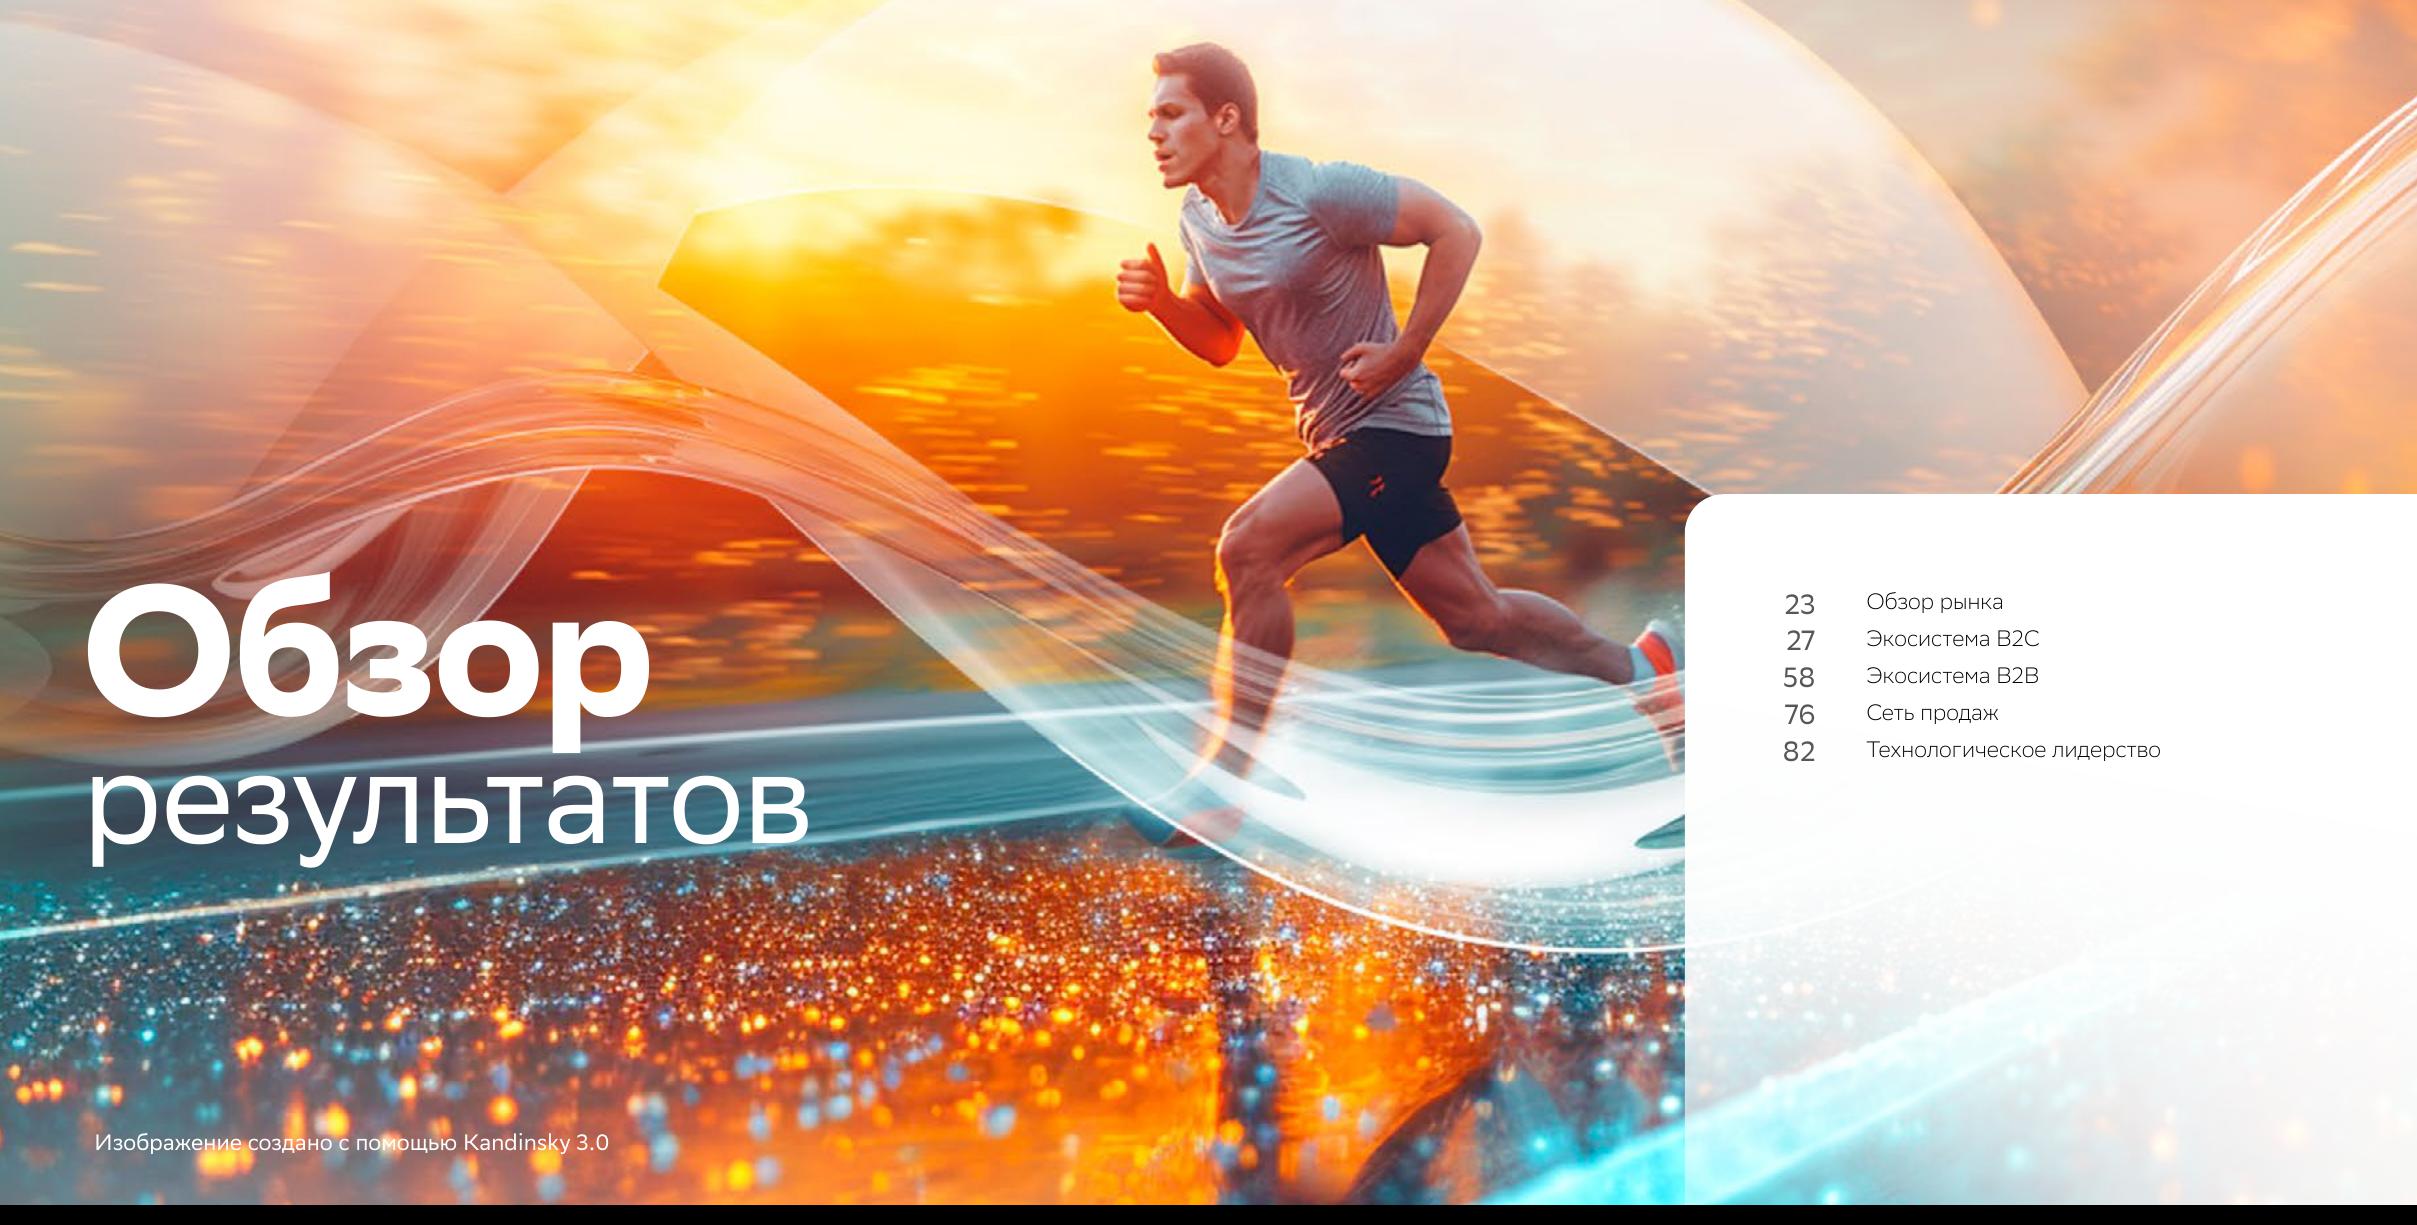 Обзор
результатов
23 Обзор рынка
27 Экосистема B2C
58 Экосистема B2B
76 Сеть продаж
82 Технологическое лидерство
Изображение создано с помощью Kandinsky 3.0